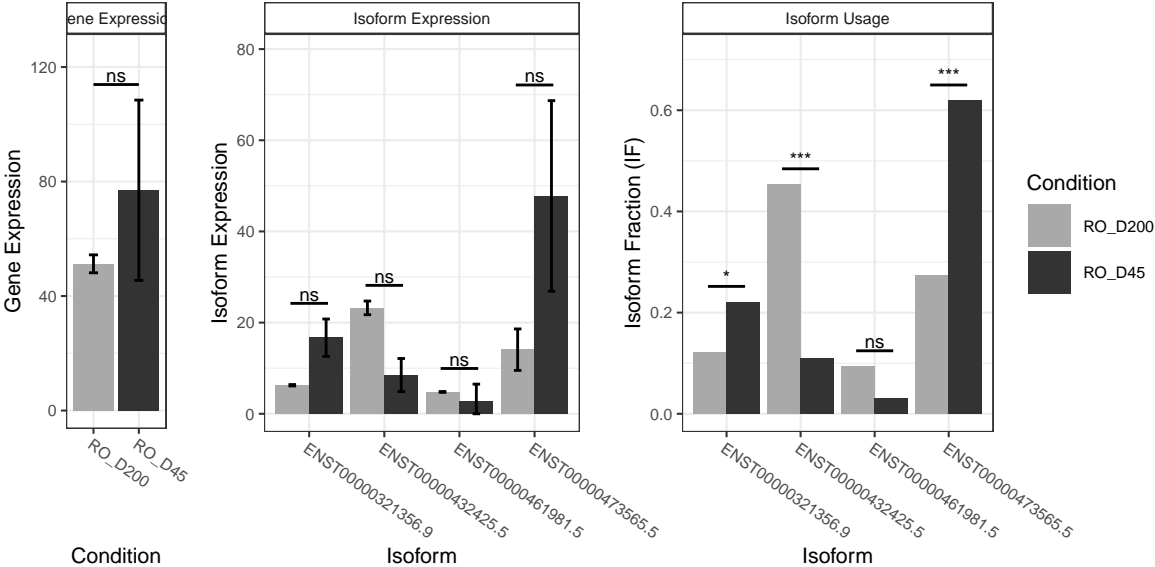 ene Expressio
120
80
40
0
Gene Expression
ns
RO_D200
RO_D45
Condition
Isoform Expression
80
60
40
20
0
Isoform Expression
ns
ns
ns
ns
ENST00000321356.9
ENST00000432425.5
ENST00000461981.5
ENST00000473565.5
Isoform
Isoform Usage
0.6
0.4
0.2
0.0
Isoform Fraction (IF)
*
***
ns
***
ENST00000321356.9
ENST00000432425.5
ENST00000461981.5
ENST00000473565.5
Isoform
Condition
RO_D200
RO_D45